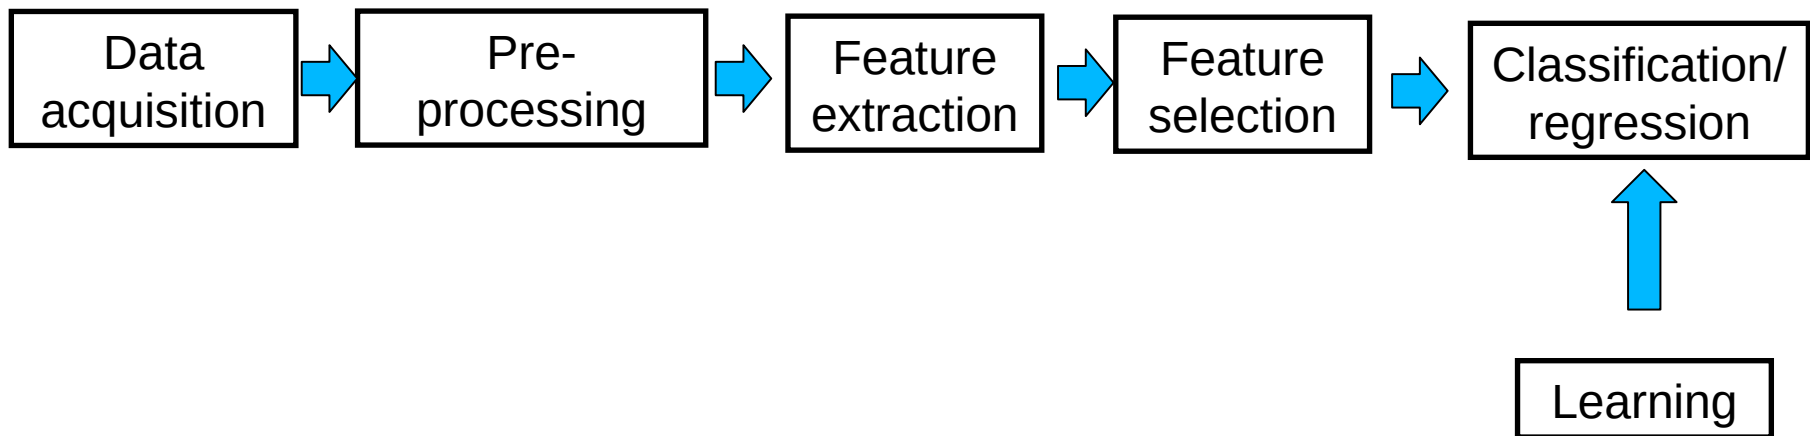 Data
acquisition
Pre-
processing
Feature
extraction
Feature
selection
Classification/
regression
Learning